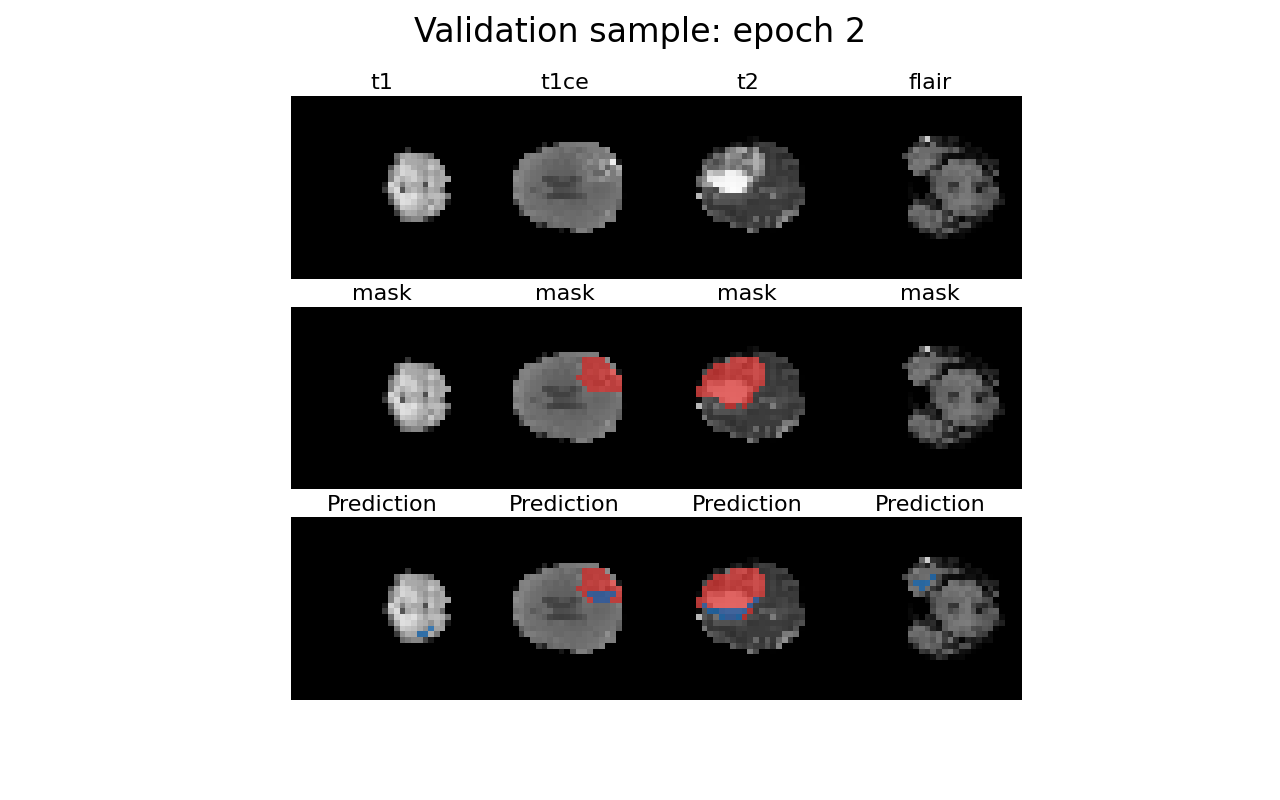 Validation sample: epoch 2
t1 t1ce t2 flair
mask mask mask mask
Prediction Prediction Prediction Prediction